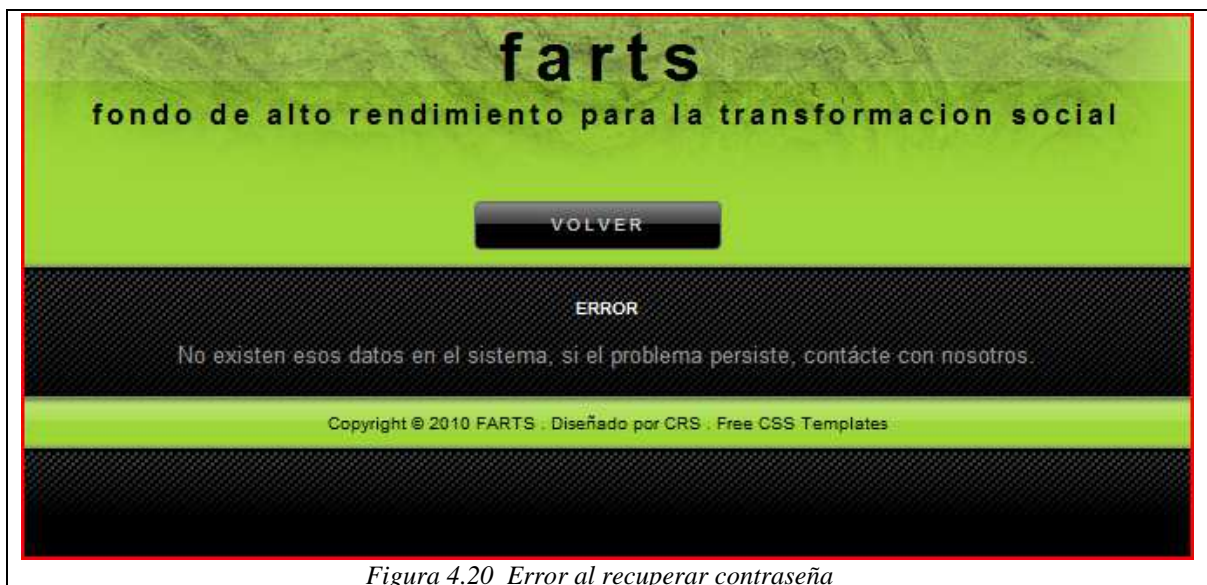 farts
fondo de alto rendimiento para la transformacion social
VOLVER
ERROR
No existen esos datos en el sistema, si el problema persiste, contácte con nosotros.
Copyright © 2010 FARTS . Diseñado por CRS . Free CSS Templates
Figura 4.20 Error al recuperar contraseña